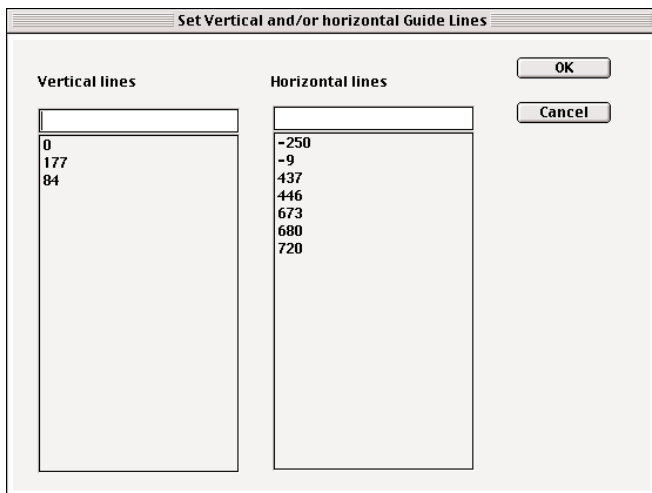 Set Vertical and/or horizontal Guide Lines
Vertical lines
0
177
84
Horizontal lines
-250
-9
437
446
673
680
720
OK
Cancel